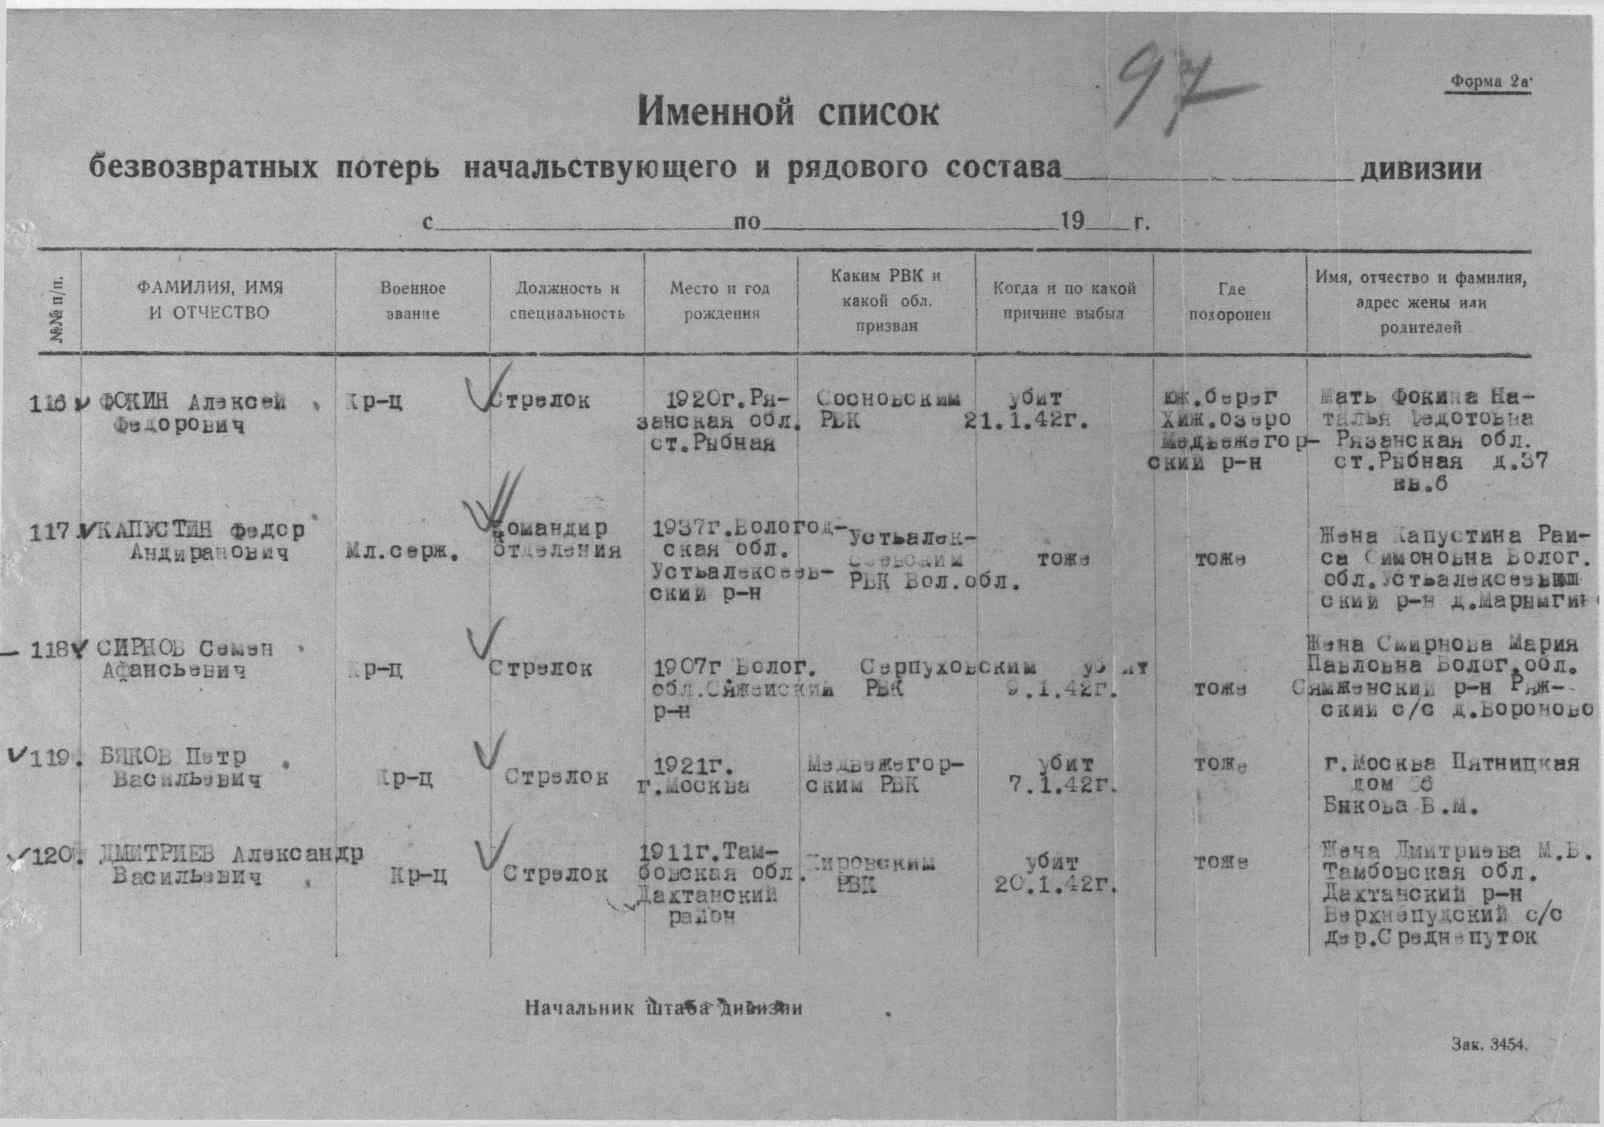 97
Форма 2а
Именной список
безвозвратных потерь начальствующего и рядового состава дивизии
с по 19 г.
№№ п/п.
ФАМИЛИЯ, ИМЯ
И ОТЧЕСТВО
Военное
звание
Должность и
специальность
Место и год
рождения
Каким РВК и
какой обл.
призван
Когда и по какой
причине выбыл
Где
похоронен
Имя, отчество и фамилия,
адрес жены или
родителей
116
ФОКИН Алексей
Федорович
Кр-ц
Стрелок
1920г.Ря-
занская обл.
ст.Рыбная
Сосновским
РВК
убит
21.1.42г.
юж.берег
Хиж.озеро
Медвежегор-
ский р-н
Мать Фокина На-
талья Федотовна
Рязанская обл.
ст.Рыбная д.37
кв.6
117.
КАПУСТИН Федор
Андиранович
Мл.серж.
Командир
отделения
1937г.Вологод-
ская обл.
Устьалексеев-
ский р-н
Устьалек-
сеевским
РВК Вол.обл.
тоже
тоже
Жена Капустина Раи-
са Симоновна Волог.
обл.Устьалексеевш
ский р-н д.Марымгин
118
СИРНОВ Семен
Афансьевич
Кр-ц
Стрелок
1907г Волог.
обл.Сяжемский
р-н
Серпуховским
РВК
убит
9.1.42г.
тоже
Жена Смирнова Мария
Павловна Волог.обл.
Сямженский р-н Ряж-
ский с/с д.Вороново
119.
БЫКОВ Петр
Васильевич
Кр-ц
Стрелок
1921г.
г.Москва
Медвежегор-
ским РВК
убит
7.1.42г.
тоже
г.Москва Пятницкая
дом
Быкова В.М.
120.
ДМИТРИЕВ Александр
Васильевич
Кр-ц
Стрелок
1911г.Там-
бовская обл.
Дахтанский
район
Кировским
РВК
убит
20.1.42г.
тоже
Жена Дмитриева М.В.
Тамбовская обл.
Дахтанский р-н
Верхнепудский с/с
дер.Среднепуток
Начальник штаба дивизии
Зак. 3454.